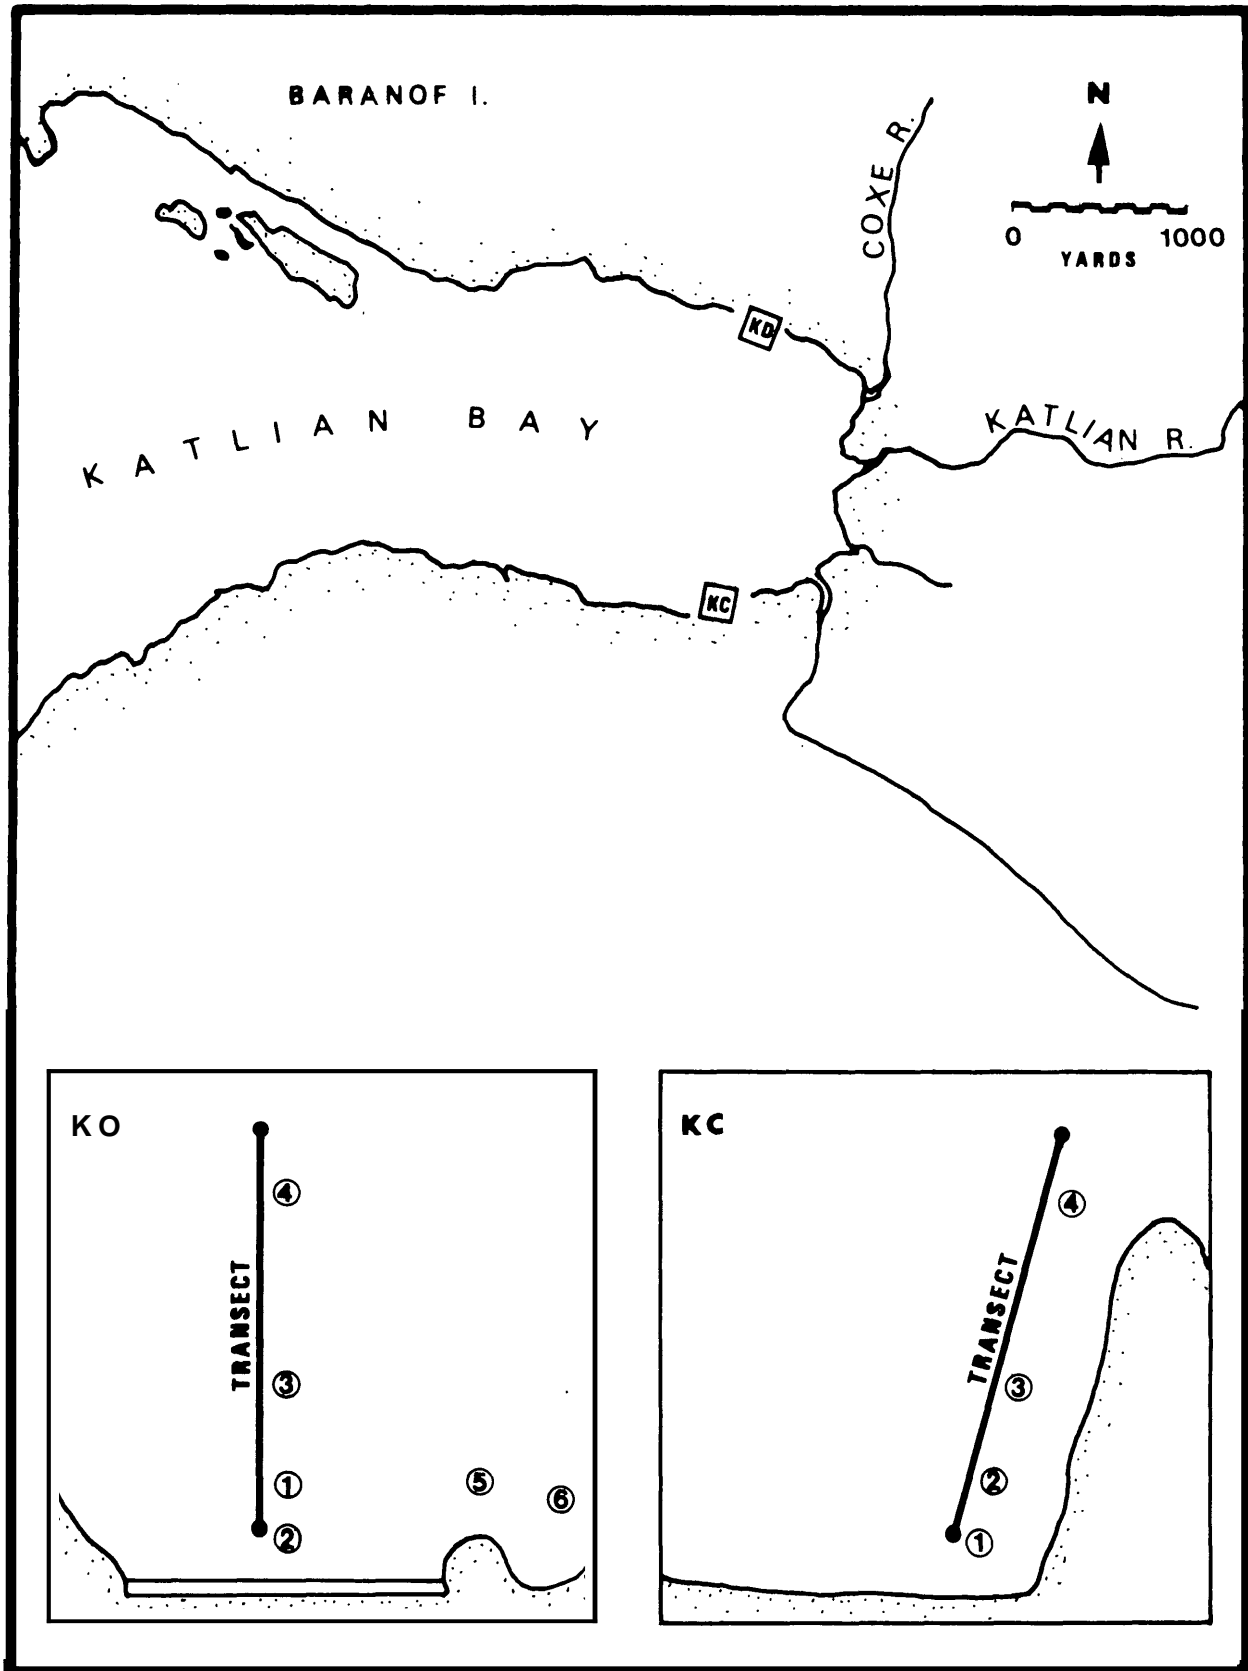 BARANOF I.
N
COXE R.
0 1000
YARDS
KD
KATLIAN BAY
KATLIAN R.
KC
KO
4
TRANSECT
3
1
2
5
6
KC
4
TRANSECT
3
2
1